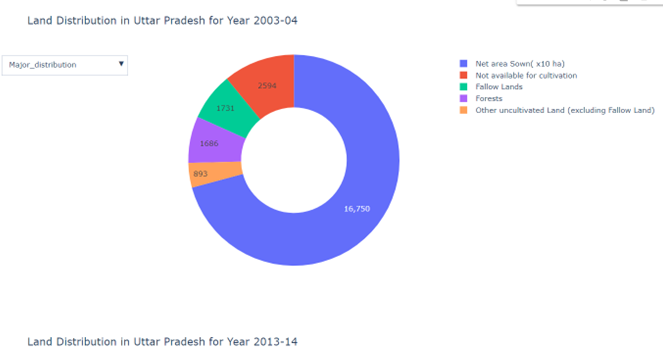 Land Distribution in Uttar Pradesh for Year 2003-04
Major_distribution
2594
1731
1686
893
16,750
Net area Sown( x10 ha)
Not available for cultivation
Fallow Lands
Forests
Other uncultivated Land (excluding Fallow Land)
Land Distribution in Uttar Pradesh for Year 2013-14